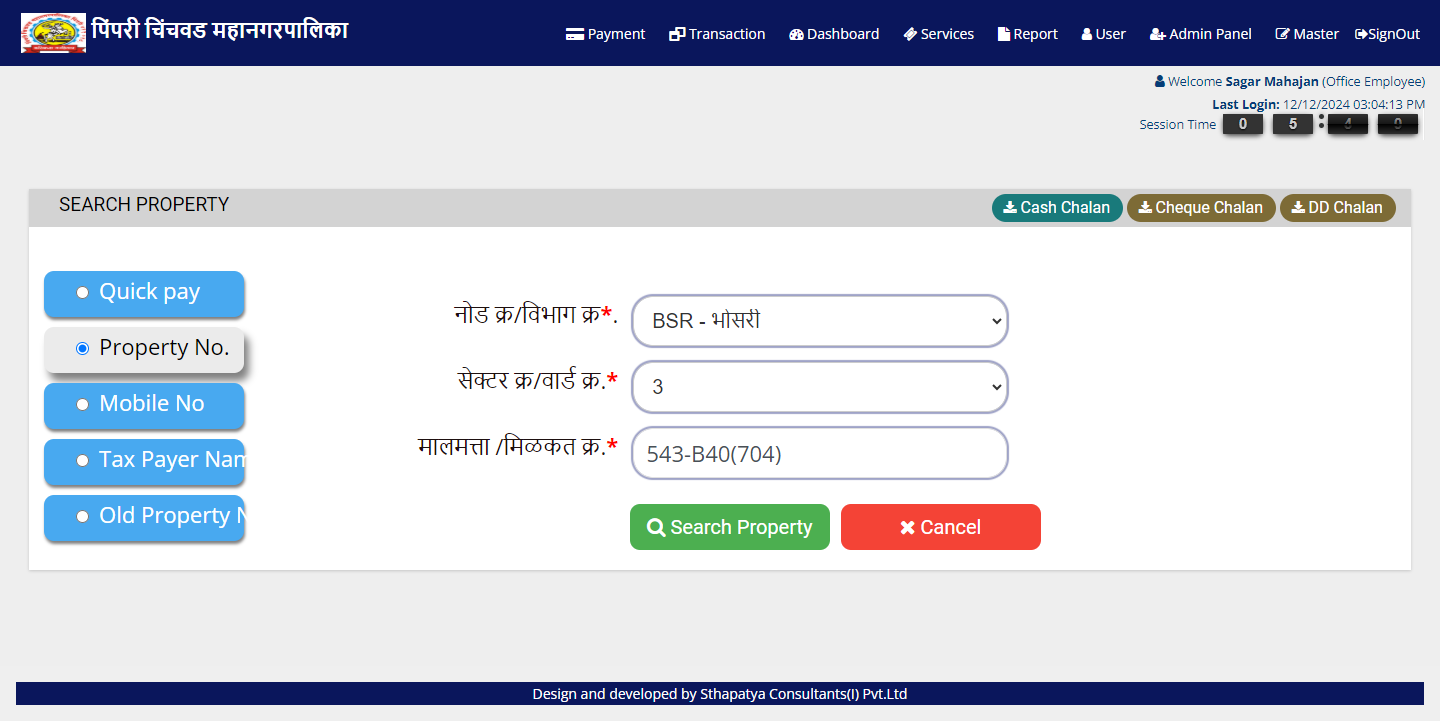 पिंपरी चिंचवड महानगरपालिका
Payment Transaction Dashboard Services Report User Admin Panel Master SignOut
Welcome Sagar Mahajan (Office Employee)
Last Login: 12/12/2024 03:04:13 PM
Session Time 0 5 : 4
SEARCH PROPERTY
Cash Chalan Cheque Chalan DD Chalan
Quick pay
Property No.
Mobile No
Tax Payer Nam
Old Property N
नोड क्र/विभाग क्र*.
BSR - भोसरी
सेक्टर क्र/वार्ड क्र.*
3
मालमत्ता /मिळकत क्र.*
543-B40(704)
Search Property Cancel
Design and developed by Sthapatya Consultants(I) Pvt.Ltd